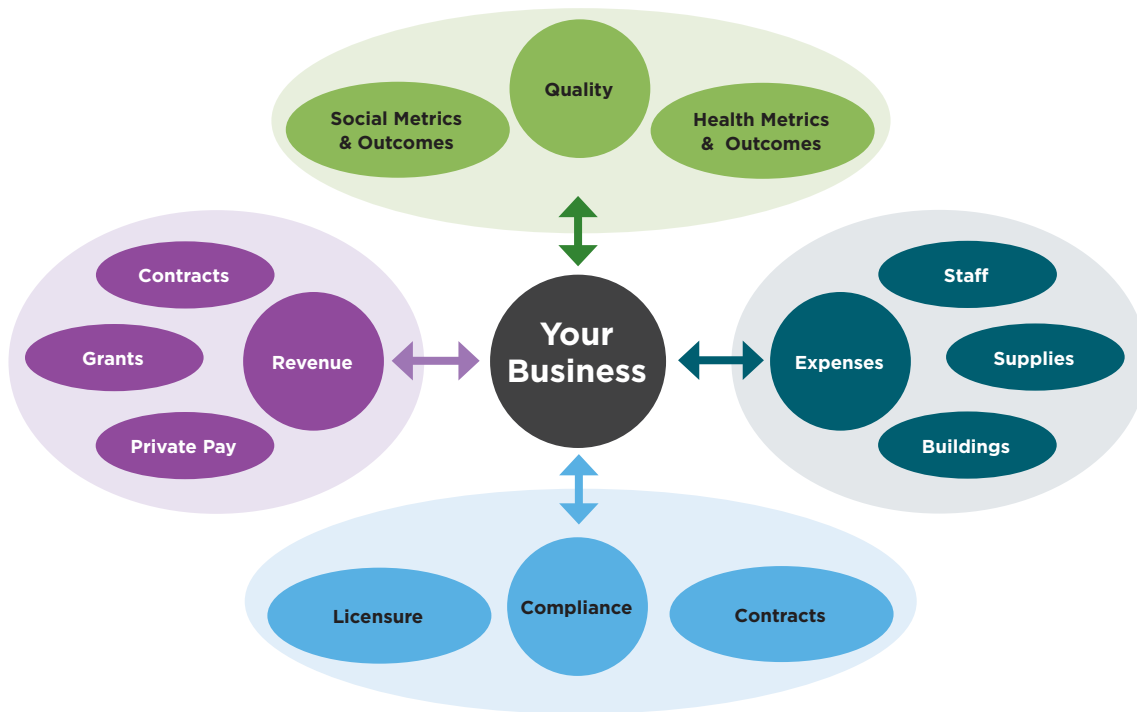 Quality
Social Metrics
& Outcomes
Health Metrics
& Outcomes
Contracts
Grants
Private Pay
Revenue
Your
Business
Expenses
Staff
Supplies
Buildings
Licensure
Compliance
Contracts